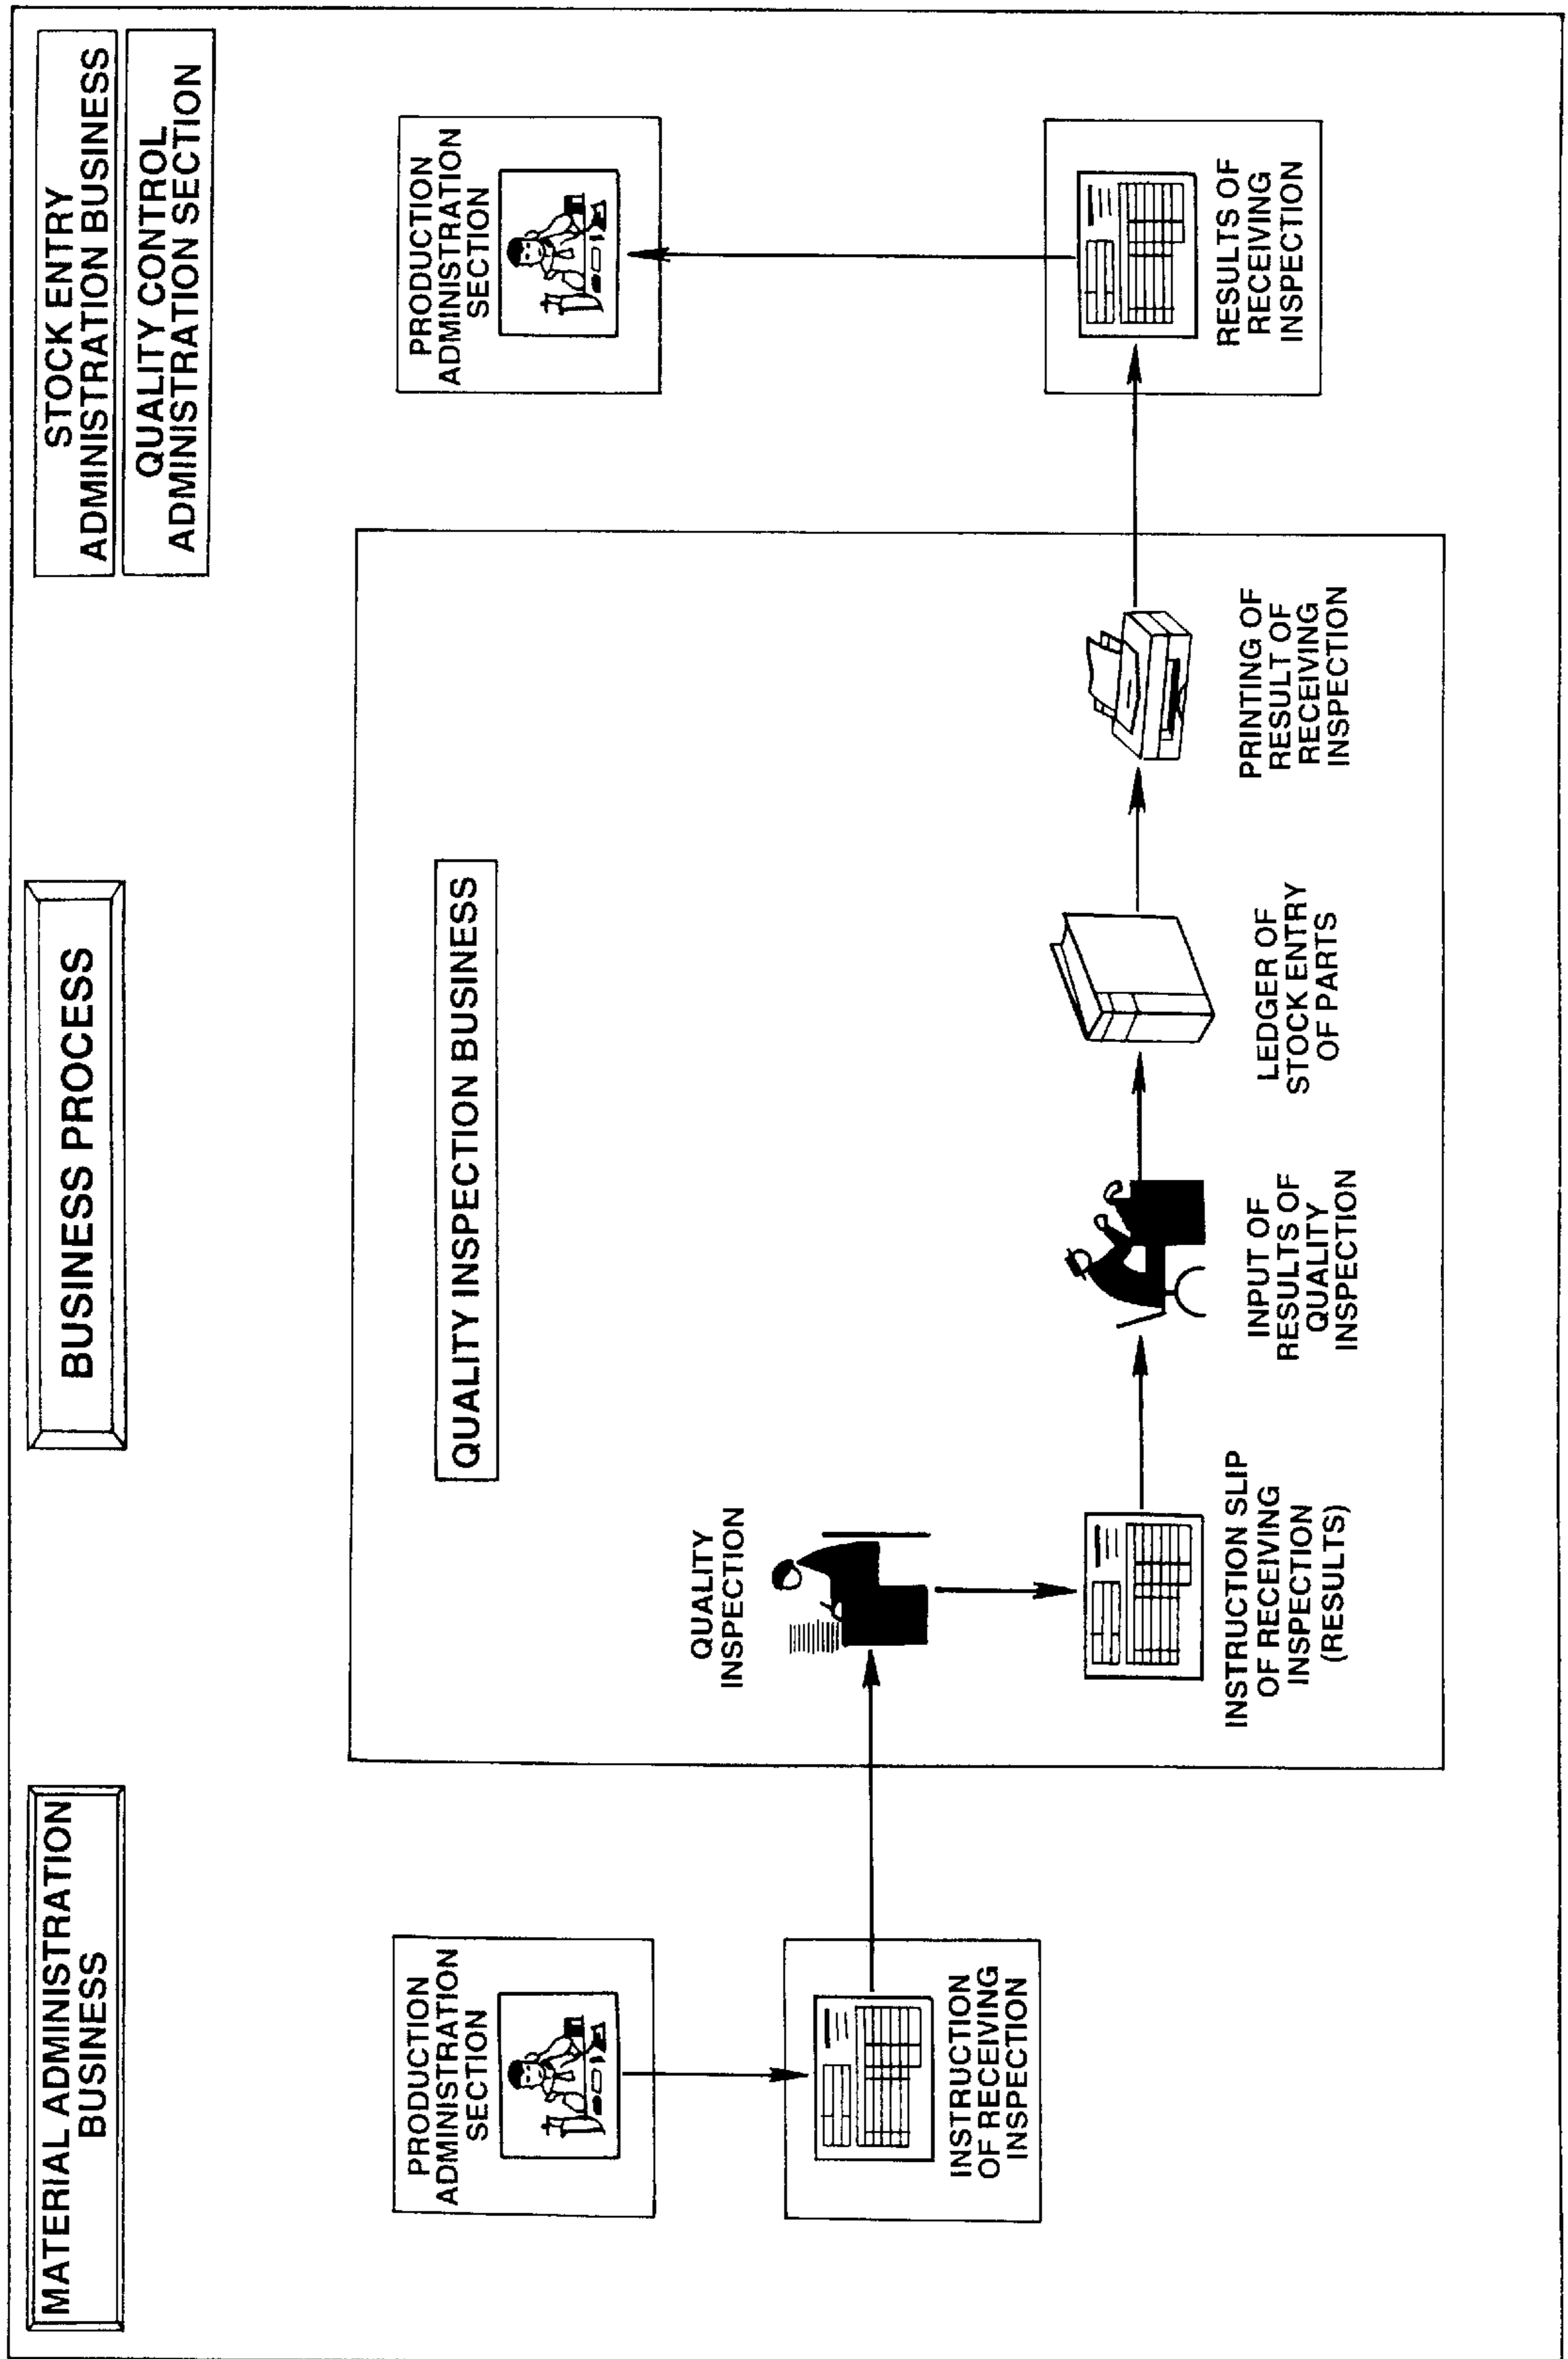 MATERIAL ADMINISTRATION
BUSINESS
BUSINESS PROCESS
STOCK ENTRY
ADMINISTRATION BUSINESS
QUALITY CONTROL
ADMINISTRATION SECTION
PRODUCTION
ADMINISTRATION
SECTION
INSTRUCTION
OF RECEIVING
INSPECTION
QUALITY INSPECTION BUSINESS
QUALITY
INSPECTION
INSTRUCTION SLIP
OF RECEIVING
INSPECTION
(RESULTS)
INPUT OF
RESULTS OF
QUALITY
INSPECTION
LEDGER OF
STOCK ENTRY
OF PARTS
PRINTING OF
RESULT OF
RECEIVING
INSPECTION
PRODUCTION
ADMINISTRATION
SECTION
RESULTS OF
RECEIVING
INSPECTION